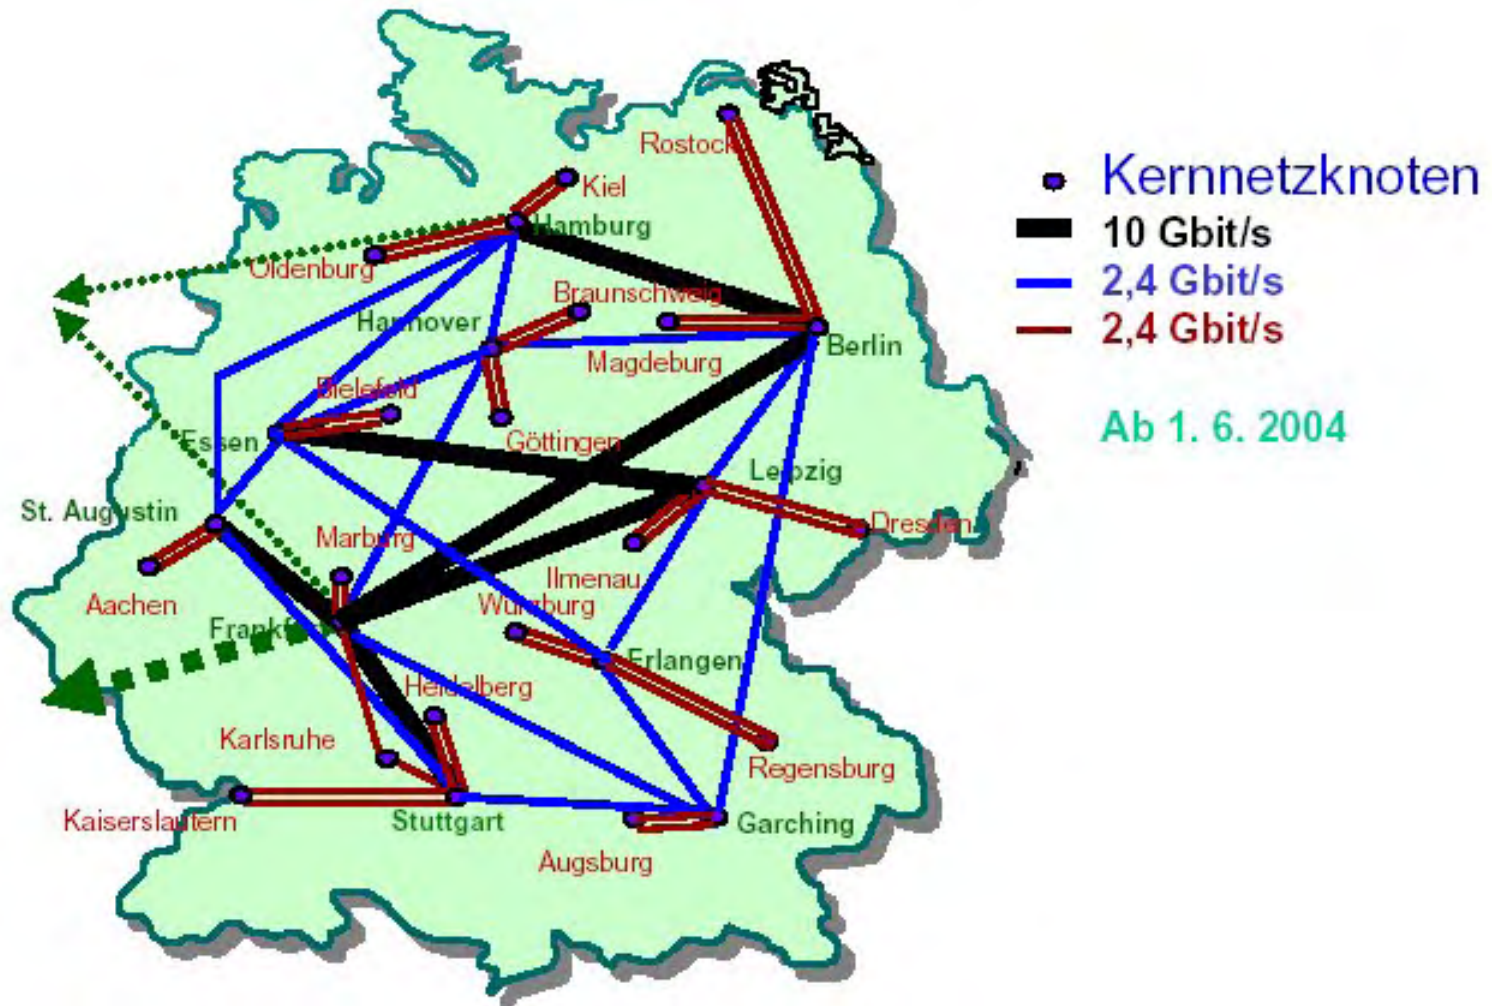 Rostock
Kiel
Hamburg
Oldenburg
Braunschweig
Hannover
Berlin
Magdeburg
Bielefeld
Essen
Göttingen
Leipzig
St. Augustin
Dresden
Marburg
Ilmenau
Aachen
Würzburg
Frankfurt
Erlangen
Heidelberg
Karlsruhe
Regensburg
Kaiserslautern
Stuttgart
Garching
Augsburg
Kernnetzknoten
10 Gbit/s
2,4 Gbit/s
2,4 Gbit/s
Ab 1. 6. 2004